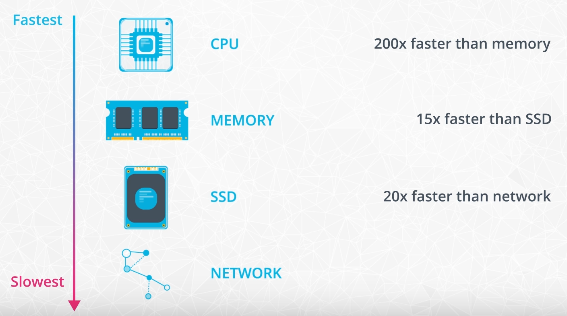 Fastest
CPU 200x faster than memory
MEMORY 15x faster than SSD
SSD 20x faster than network
NETWORK
Slowest